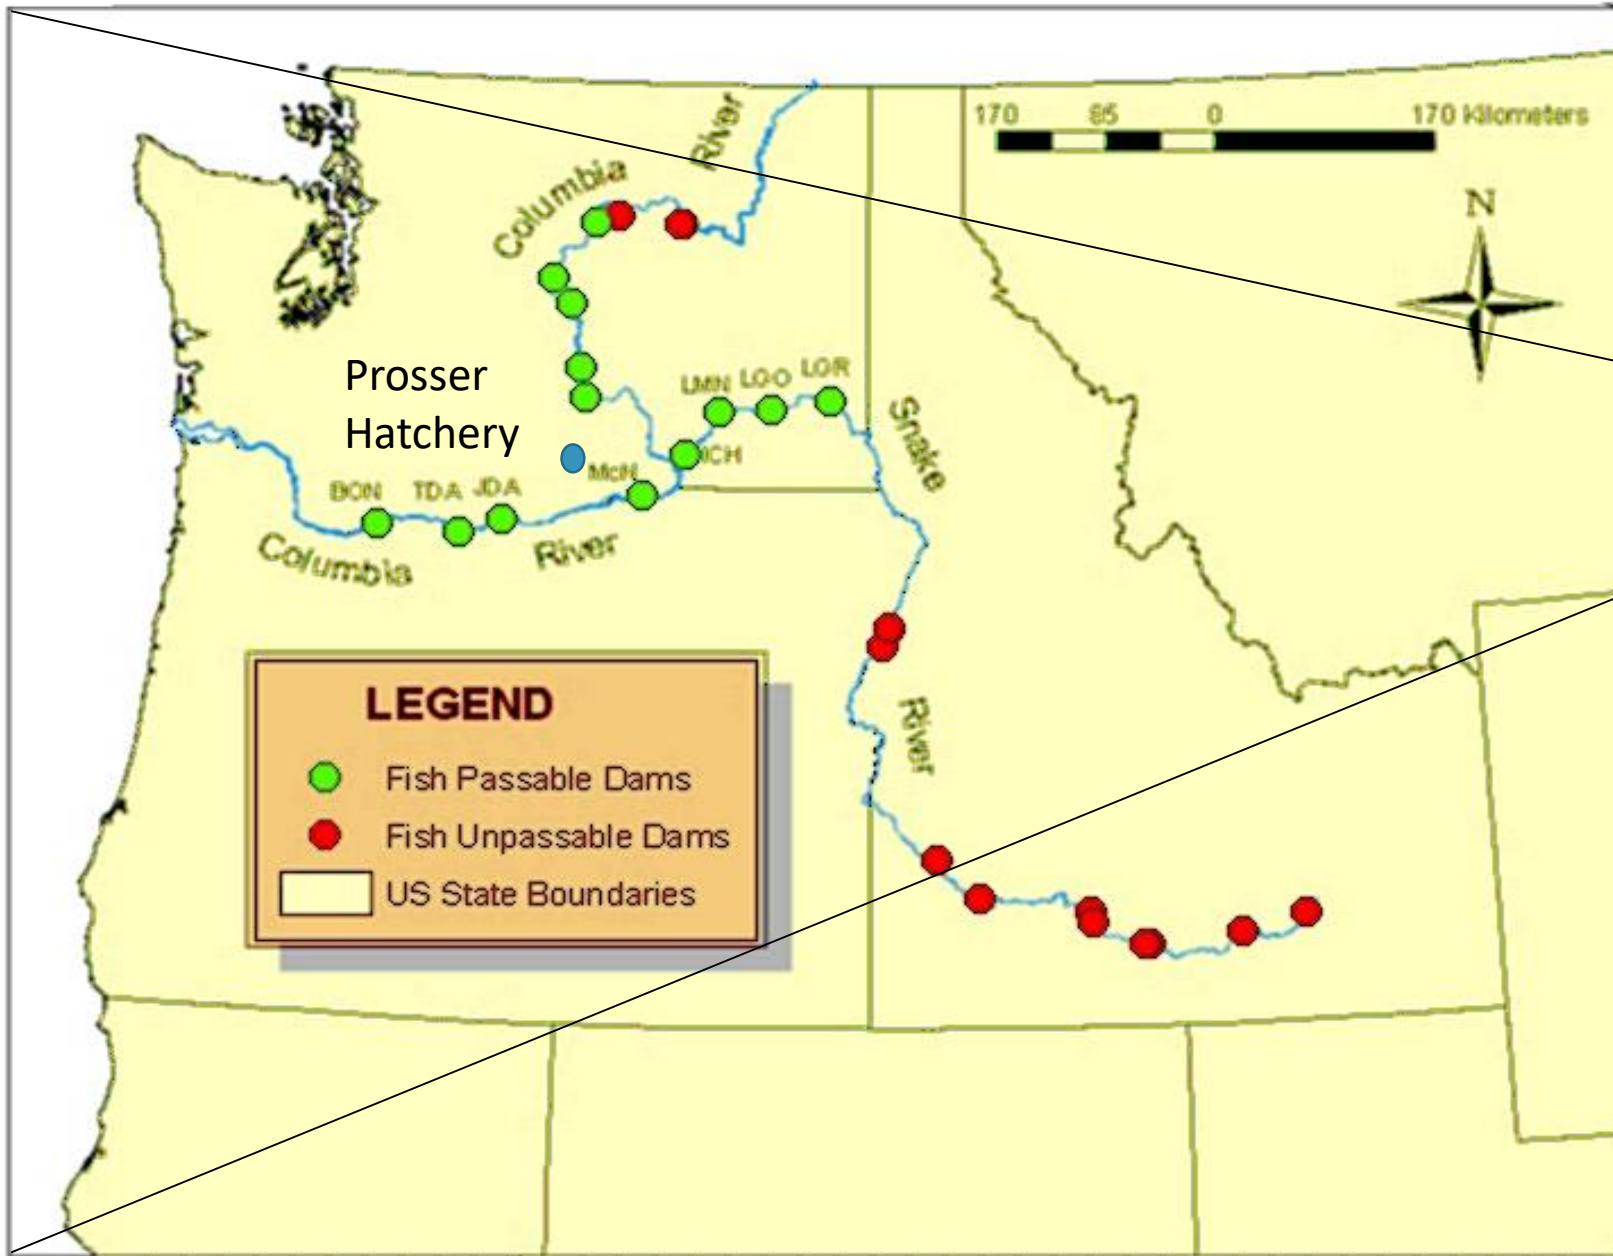 170 85 0 170 Kilometers
N
Columbia River
Prosser
Hatchery
LMN LGO LGR
Snake River
ICH
McN
BON TDA JDA
Columbia River
LEGEND
Fish Passable Dams
Fish Unpassable Dams
US State Boundaries